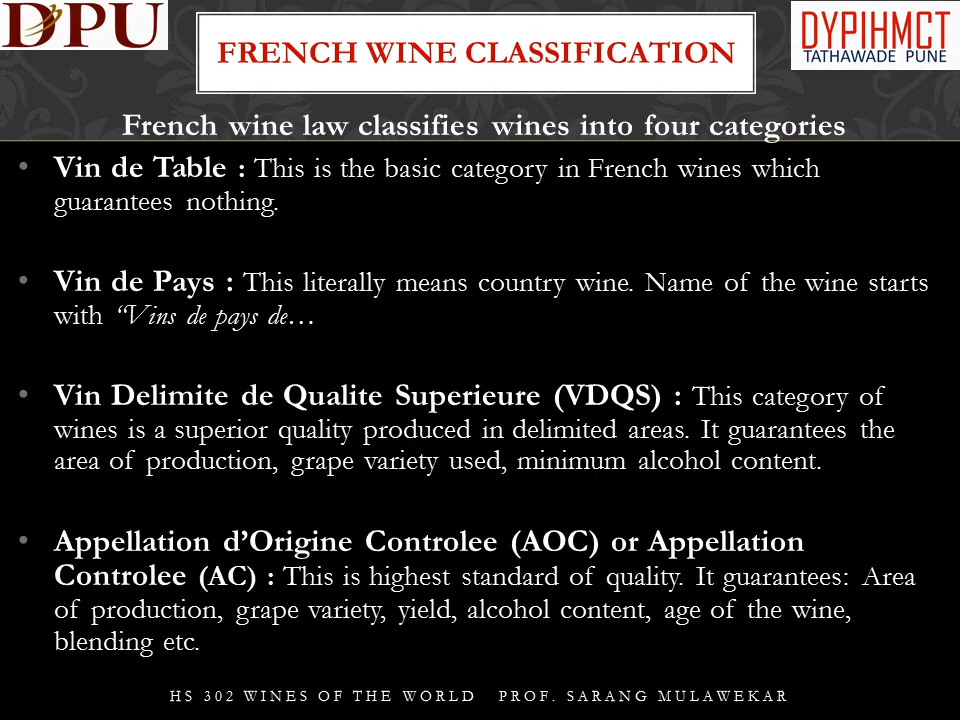 DPU
FRENCH WINE CLASSIFICATION
DYPIHMCT
TATHAWADE PUNE
French wine law classifies wines into four categories
• Vin de Table : This is the basic category in French wines which
guarantees nothing.
• Vin de Pays : This literally means country wine. Name of the wine starts
with “Vins de pays de…
• Vin Delimite de Qualite Superieure (VDQS) : This category of
wines is a superior quality produced in delimited areas. It guarantees the
area of production, grape variety used, minimum alcohol content.
• Appellation d’Origine Controlee (AOC) or Appellation
Controlee (AC) : This is highest standard of quality. It guarantees: Area
of production, grape variety, yield, alcohol content, age of the wine,
blending etc.
HS 302 WINES OF THE WORLD PROF. SARANG MULAWEKAR